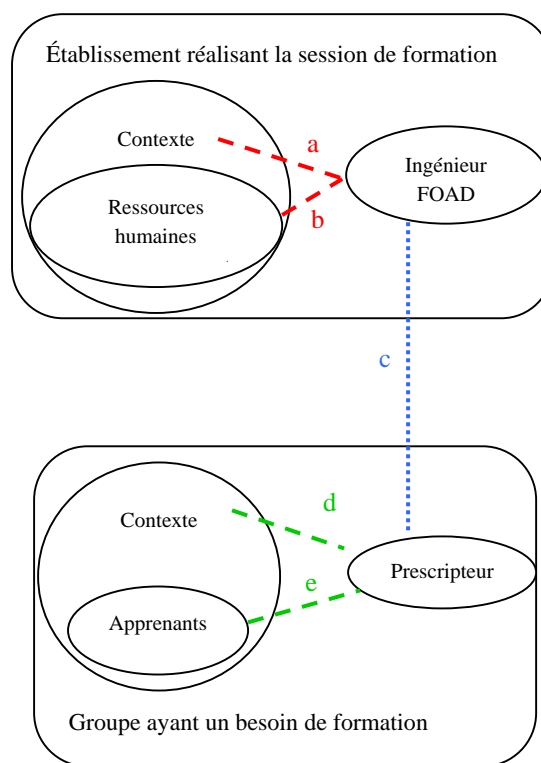 Établissement réalisant la session de formation
Contexte
a
Ingénieur
FOAD
Ressources
humaines
b
c
Contexte
d
Prescripteur
e
Apprenants
Groupe ayant un besoin de formation